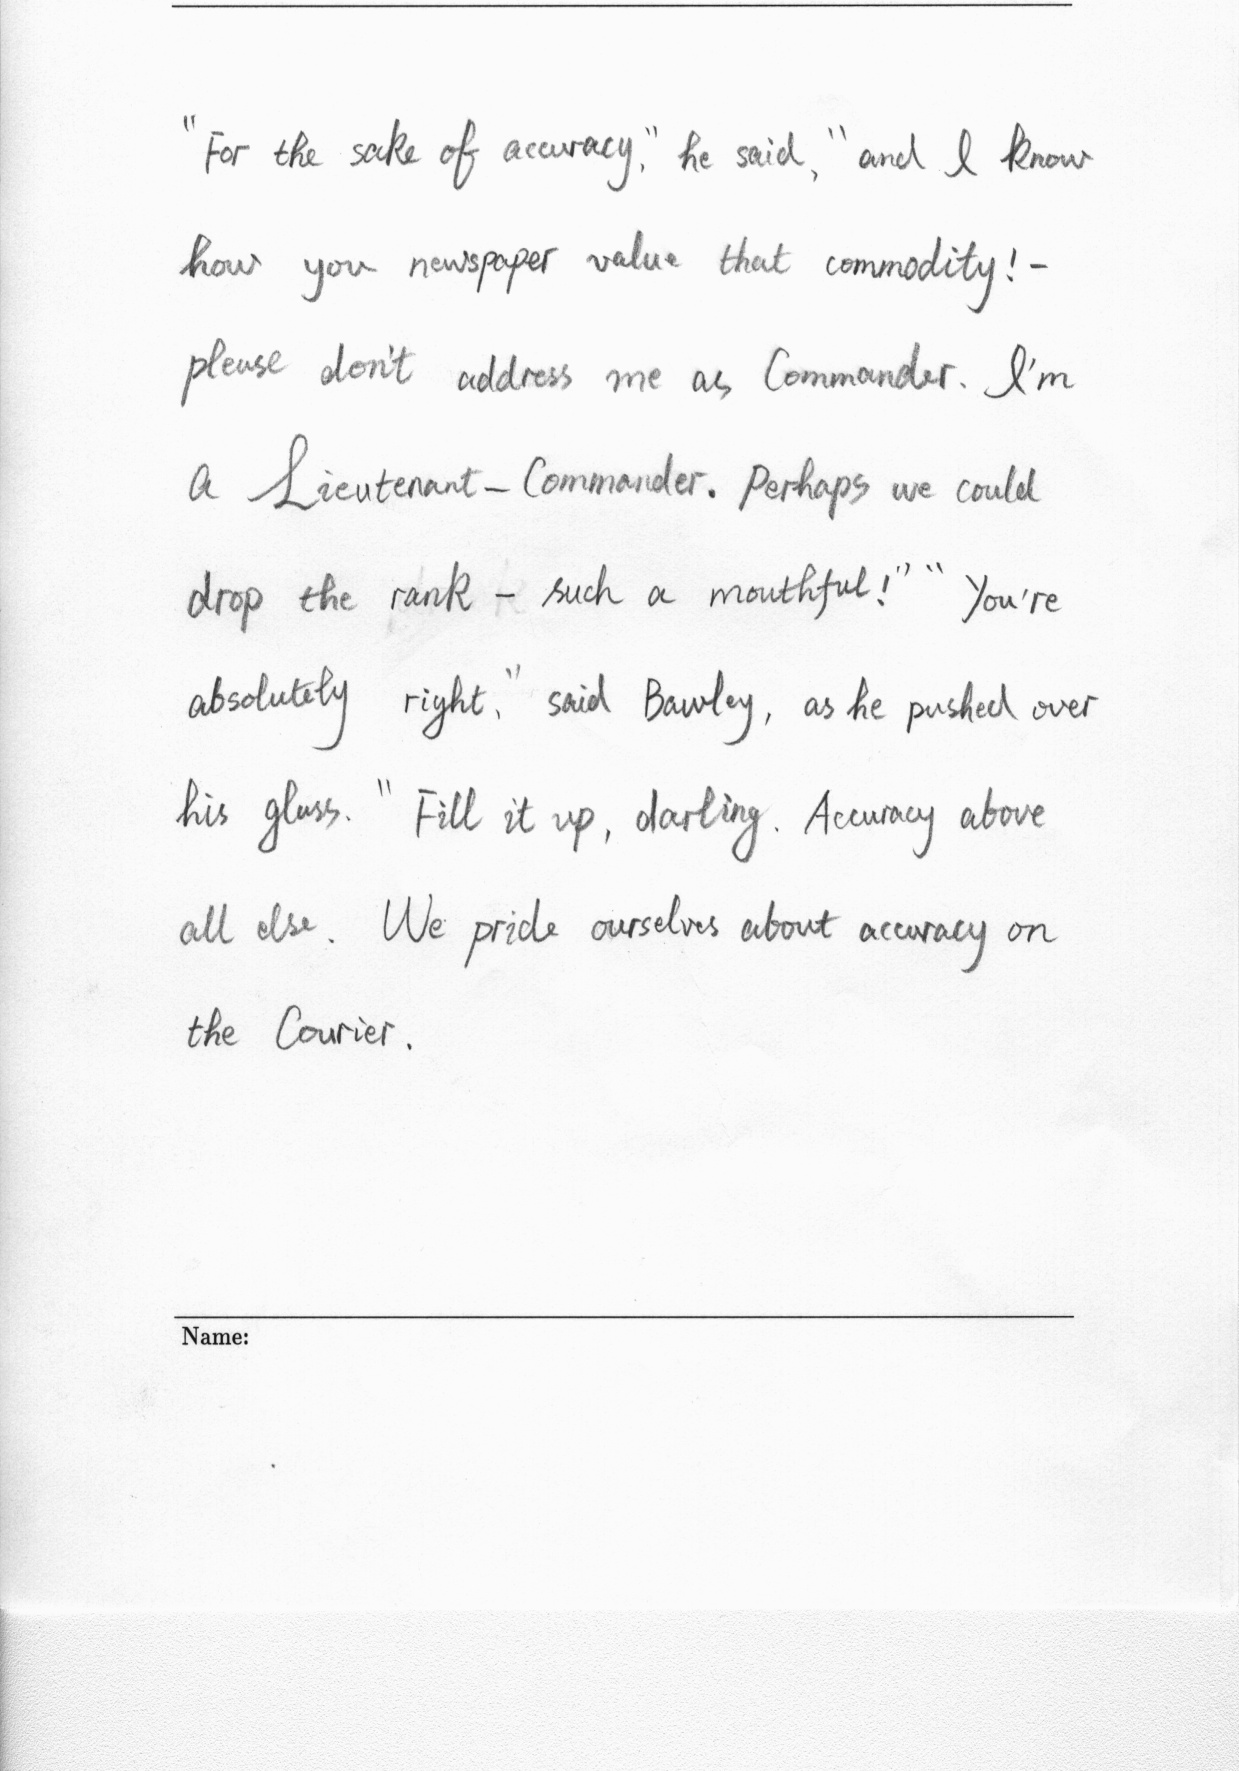 "For the sake of accuracy," he said, "and I know
how you newspaper value that commodity! -
please don't address me as Commander. I'm
a Lieutenant - Commander. Perhaps we could
drop the rank - such a mouthful!" "You're
absolutely right," said Bawley, as he pushed over
his glass. "Fill it up, darling. Accuracy above
all else. We pride ourselves about accuracy on
the Courier.
Name: